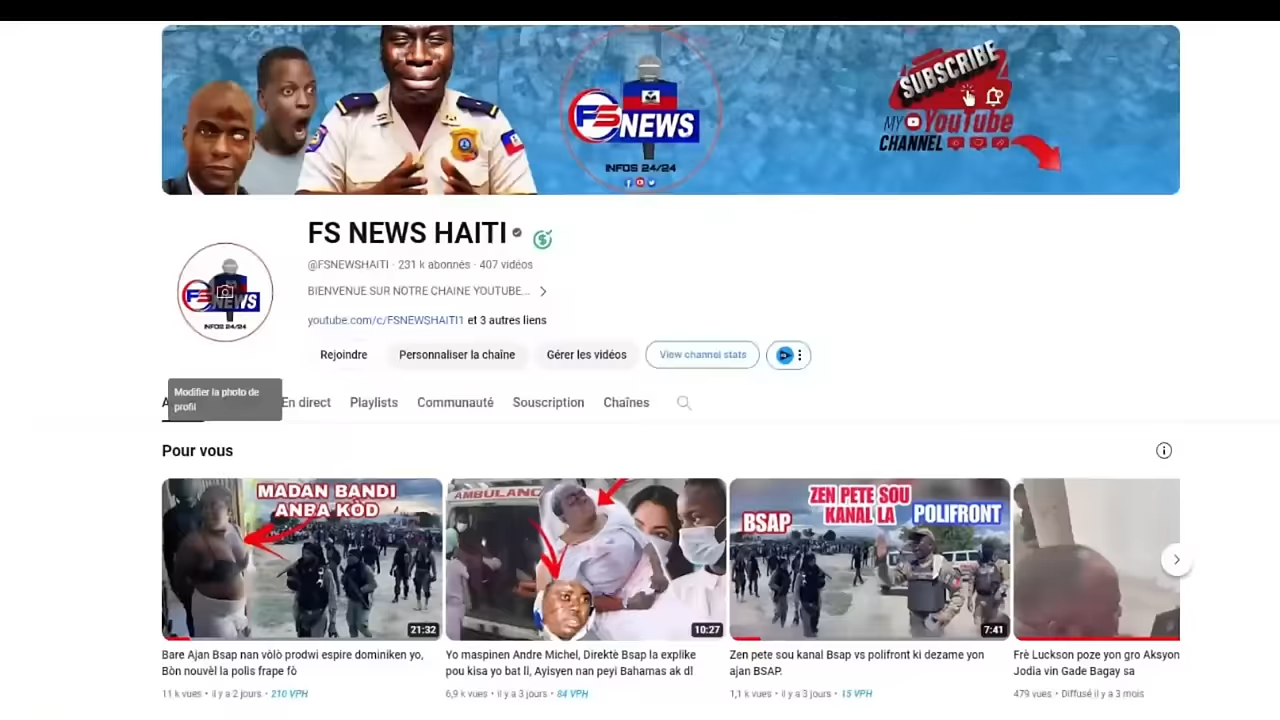 SUBSCRIBE
MY YouTube
CHANNEL
FS NEWS
INFOS 24/24
FS NEWS HAITI
@FSNEWSHAITI · 231 k abonnés · 407 vidéos
BIENVENUE SUR NOTRE CHAINE YOUTUBE...
youtube.com/c/FSNEWSHAITI1 et 3 autres liens
FS NEWS
INFOS 24/24
Rejoindre
Personnaliser la chaîne
Gérer les vidéos
View channel stats
Modifier la photo de
profil
En direct
Playlists
Communauté
Souscription
Chaînes
Pour vous
MADAN BANDI
ANBA KÒD
21:32
AMBULANC
10:27
ZEN PETE SOU
KANAL LA
BSAP
POLIFRONT
7:41
Bare Ajan Bsap nan vòlò prodwi espire dominiken yo,
Bòn nouvèl la polis frape fò
11 k vues • il y a 2 jours • 210 VPH
Yo maspinen Andre Michel, Direktè Bsap la explike
pou kisa yo bat li, Ayisyen nan peyi Bahamas ak dl
6,9 k vues • il y a 3 jours • 84 VPH
Zen pete sou kanal Bsap vs polifront ki dezame yon
ajan BSAP.
1,1 k vues • il y a 3 jours • 15 VPH
Frè Luckson poze yon gro Aksyon
Jodia vin Gade Bagay sa
479 vues • Diffusé il y a 3 mois